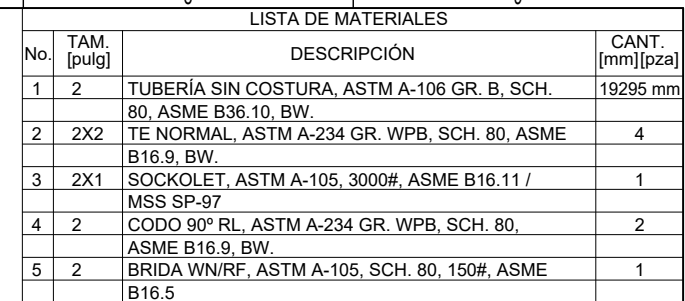 LISTA DE MATERIALES
No. TAM. [pulg] DESCRIPCIÓN CANT. [mm][pza]
1 2 TUBERÍA SIN COSTURA, ASTM A-106 GR. B, SCH. 19295 mm
80, ASME B36.10, BW.
2 2X2 TE NORMAL, ASTM A-234 GR. WPB, SCH. 80, ASME 4
B16.9, BW.
3 2X1 SOCKOLET, ASTM A-105, 3000#, ASME B16.11 / 1
MSS SP-97
4 2 CODO 90º RL, ASTM A-234 GR. WPB, SCH. 80, 2
ASME B16.9, BW.
5 2 BRIDA WN/RF, ASTM A-105, SCH. 80, 150#, ASME 1
B16.5